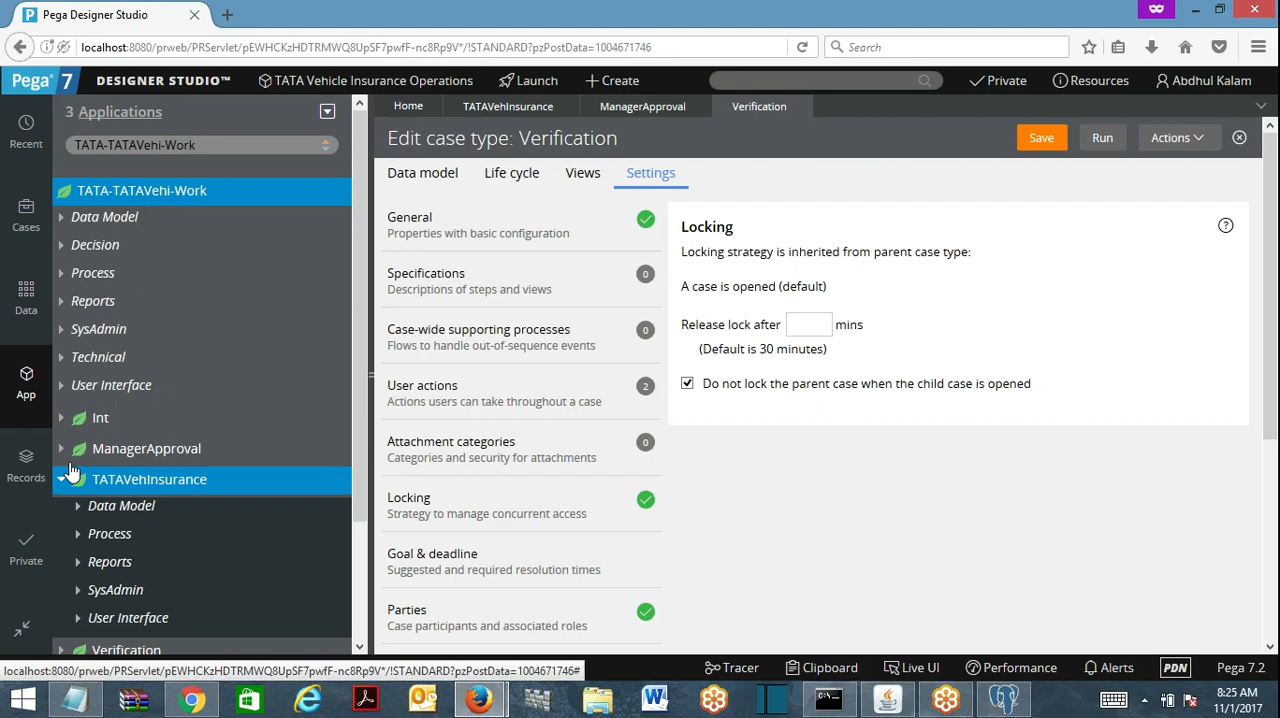 Pega Designer Studio
localhost:8080/prweb/PRServlet/pEWHCKzHDTRMWQ8UpSF7pwfF-nc8Rp9V*/!STANDARD?pzPostData=1004671746
Search
Pega 7
DESIGNER STUDIO™
TATA Vehicle Insurance Operations
Launch
Create
Private
Resources
Abdhul Kalam
3 Applications
Home
TATAVehInsurance
ManagerApproval
Verification
Recent
TATA-TATAVehi-Work
Edit case type: Verification
Save
Run
Actions
TATA-TATAVehi-Work
Data model
Life cycle
Views
Settings
Cases
Data
App
Records
Private
Data Model
Decision
Process
Reports
SysAdmin
Technical
User Interface
Int
ManagerApproval
TATAVehInsurance
Data Model
Process
Reports
SysAdmin
User Interface
Verification
General
Properties with basic configuration
Specifications
0
Descriptions of steps and views
Case-wide supporting processes
0
Flows to handle out-of-sequence events
User actions
2
Actions users can take throughout a case
Attachment categories
0
Categories and security for attachments
Locking
Strategy to manage concurrent access
Goal & deadline
Suggested and required resolution times
Parties
Case participants and associated roles
Locking
?
Locking strategy is inherited from parent case type:
A case is opened (default)
Release lock after mins
(Default is 30 minutes)
Do not lock the parent case when the child case is opened
localhost:8080/prweb/PRServlet/pEWHCKzHDTRMWQ8UpSF7pwfF-nc8Rp9V*/!STANDARD?pzPostData=1004671746#
Tracer
Clipboard
Live UI
Performance
Alerts
PDN
Pega 7.2
8:25 AM
11/1/2017